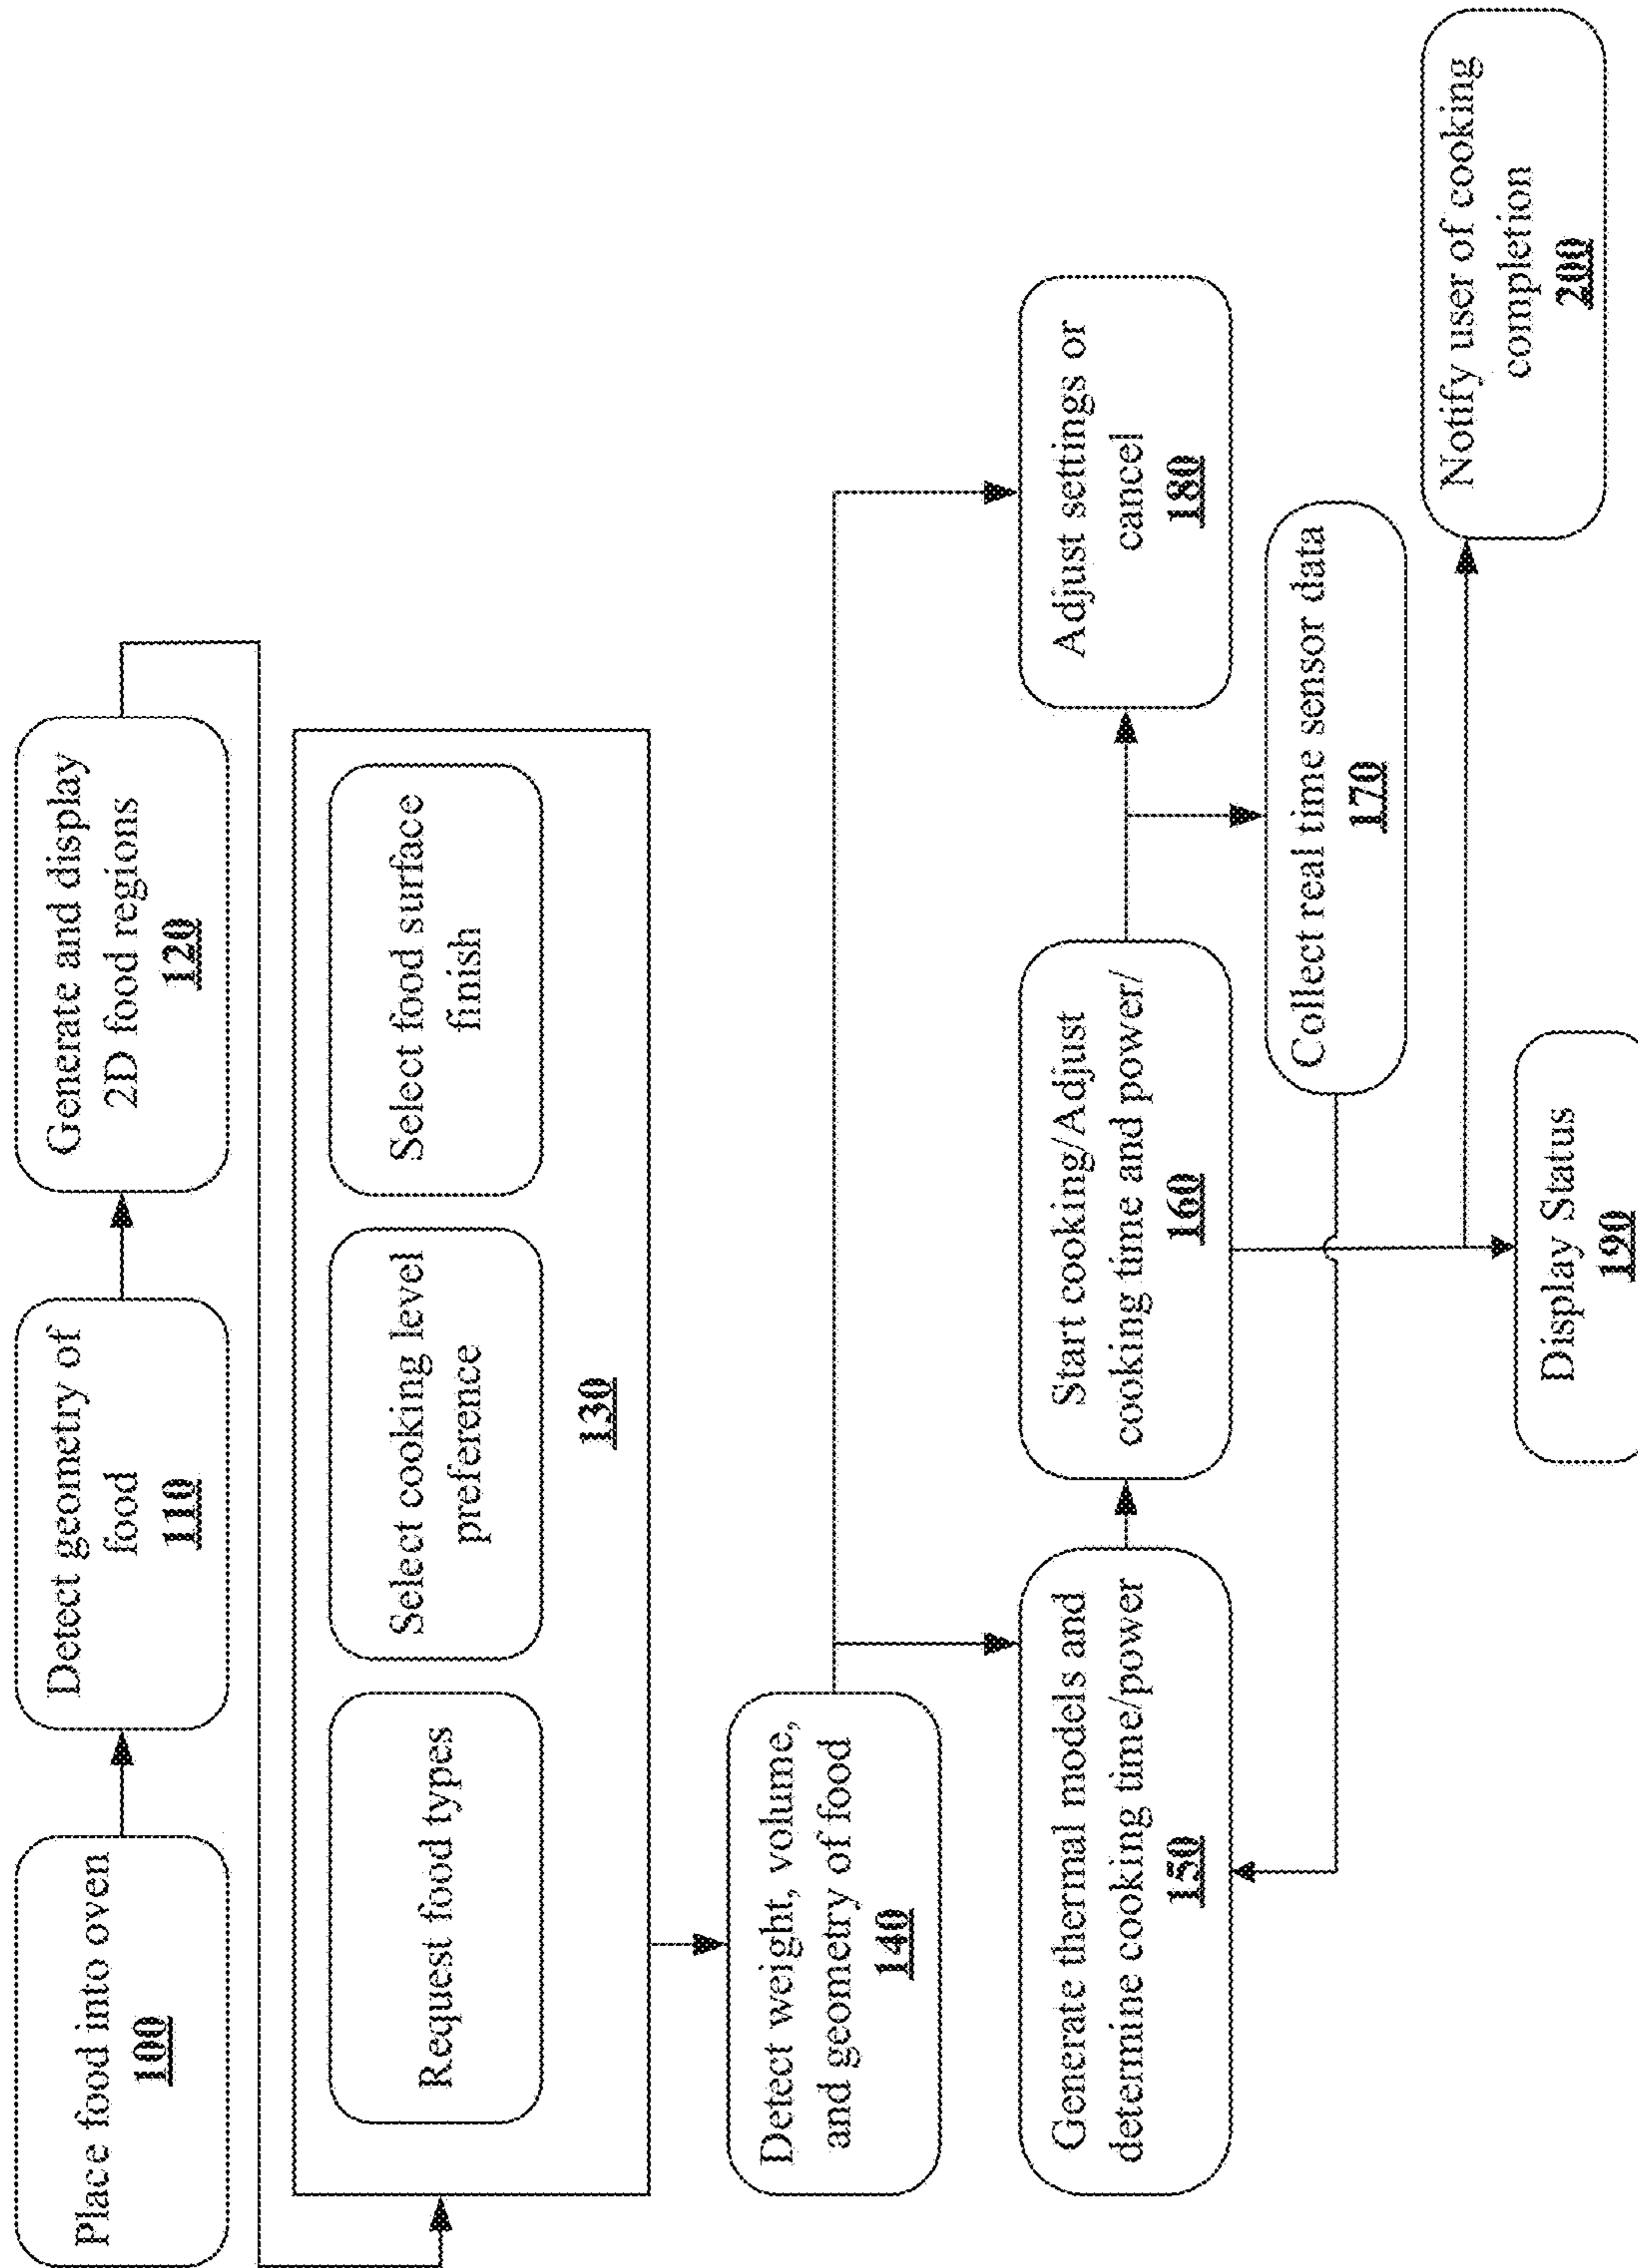 Place food into oven
100
Detect geometry of
food
110
Generate and display
2D food regions
120
Request food types
Select cooking level
preference
Select food surface
finish
130
Detect weight, volume,
and geometry of food
140
Generate thermal models and
determine cooking time/power
150
Start cooking/Adjust
cooking time and power/
160
Adjust settings or
cancel
180
Collect real time sensor data
170
Display Status
190
Notify user of cooking
completion
200